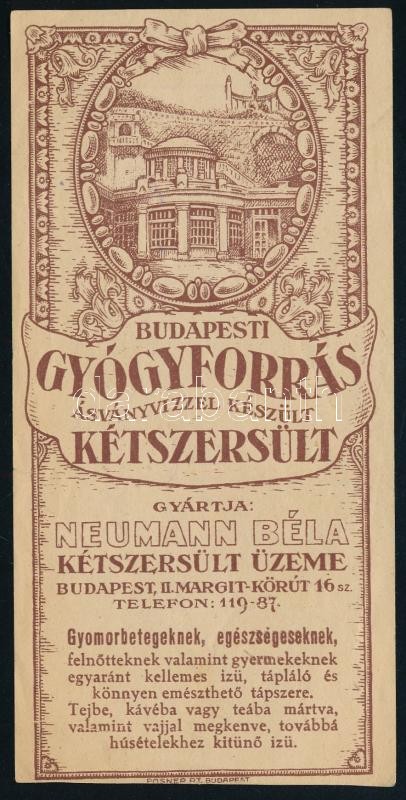 BUDAPESTI
GYÓGYFORRÁS
ÁSVÁNYVIZZEL KÉSZÜLT
KÉTSZERSÜLT
GYÁRTJA:
NEUMANN BÉLA
KÉTSZERSÜLT ÜZEME
BUDAPEST, II. MARGIT-KÖRÚT 16 SZ.
TELEFON: 119-87.
Gyomorbetegeknek, egészségeseknek,
felnőtteknek valamint gyermekeknek
egyaránt kellemes izü, tápláló és
könnyen emészthető tápszere.
Tejbe, kávéba vagy teába mártva,
valamint vajjal megkenve, továbbá
húsételekhez kitünő izü.
POSNER RT. BUDAPEST